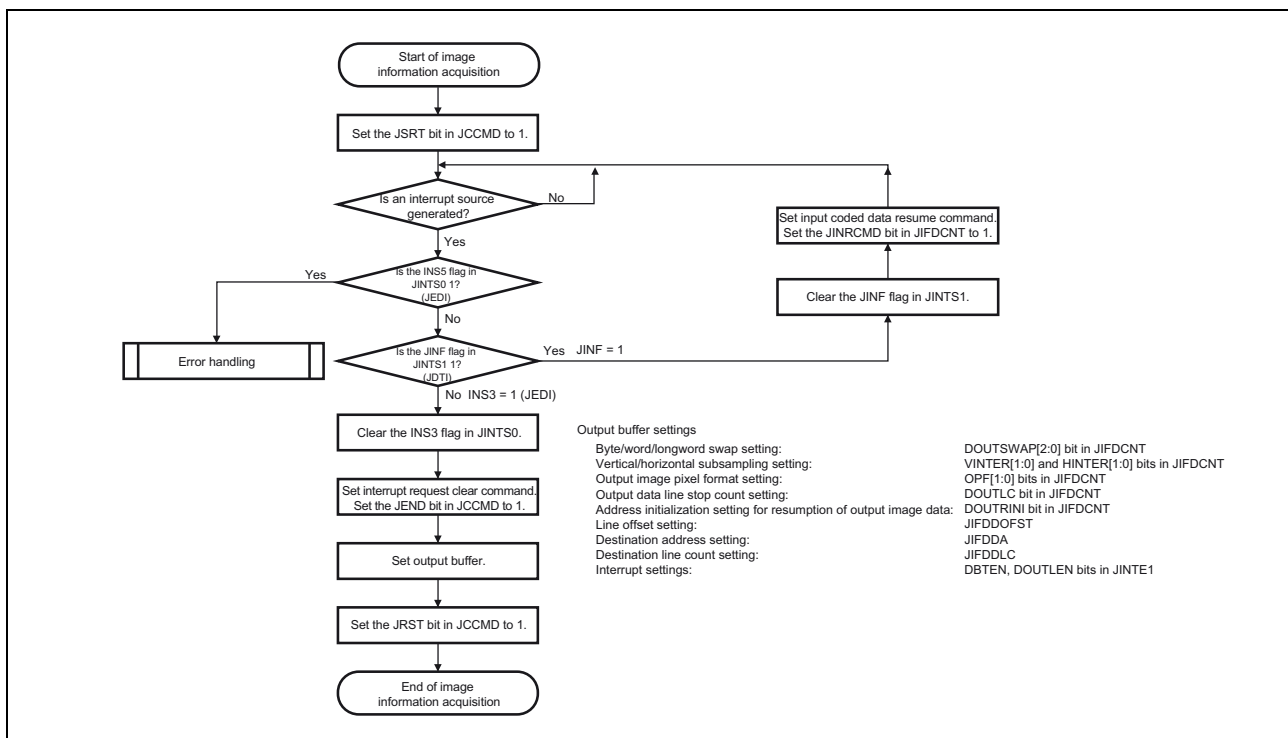 Start of image
information acquisition
Set the JSRT bit in JCCMD to 1.
Is an interrupt source
generated?
No
Yes
Set input coded data resume command.
Set the JINRCMD bit in JIFDCNT to 1.
Yes
Is the INS5 flag in
JINTS0 1?
(JEDI)
Clear the JINF flag in JINTS1.
No
Error handling
Is the JINF flag in
JINTS1 1?
(JDTI)
Yes JINF = 1
No INS3 = 1 (JEDI)
Clear the INS3 flag in JINTS0.
Set interrupt request clear command.
Set the JEND bit in JCCMD to 1.
Set output buffer.
Set the JRST bit in JCCMD to 1.
End of image
information acquisition
Output buffer settings
Byte/word/longword swap setting: DOUTSWAP[2:0] bit in JIFDCNT
Vertical/horizontal subsampling setting: VINTER[1:0] and HINTER[1:0] bits in JIFDCNT
Output image pixel format setting: OPF[1:0] bits in JIFDCNT
Output data line stop count setting: DOUTLC bit in JIFDCNT
Address initialization setting for resumption of output image data: DOUTRINI bit in JIFDCNT
Line offset setting: JIFDDOFST
Destination address setting: JIFDDA
Destination line count setting: JIFDDLC
Interrupt settings: DBTEN, DOUTLEN bits in JINTE1